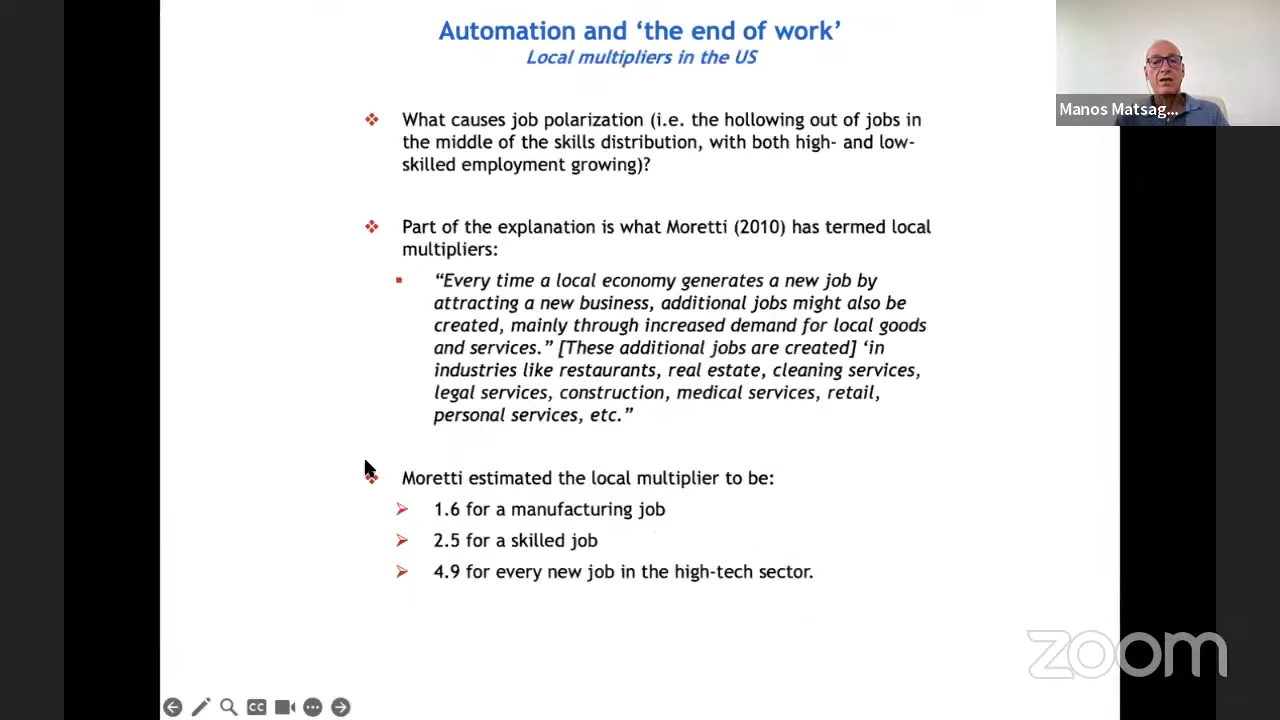 Automation and ‘the end of work’
Local multipliers in the US
What causes job polarization (i.e. the hollowing out of jobs in
the middle of the skills distribution, with both high- and low-
skilled employment growing)?
Part of the explanation is what Moretti (2010) has termed local
multipliers:
“Every time a local economy generates a new job by
attracting a new business, additional jobs might also be
created, mainly through increased demand for local goods
and services.” [These additional jobs are created] ‘in
industries like restaurants, real estate, cleaning services,
legal services, construction, medical services, retail,
personal services, etc.”
Moretti estimated the local multiplier to be:
1.6 for a manufacturing job
2.5 for a skilled job
4.9 for every new job in the high-tech sector.
Manos Matsag...
zoom
CC